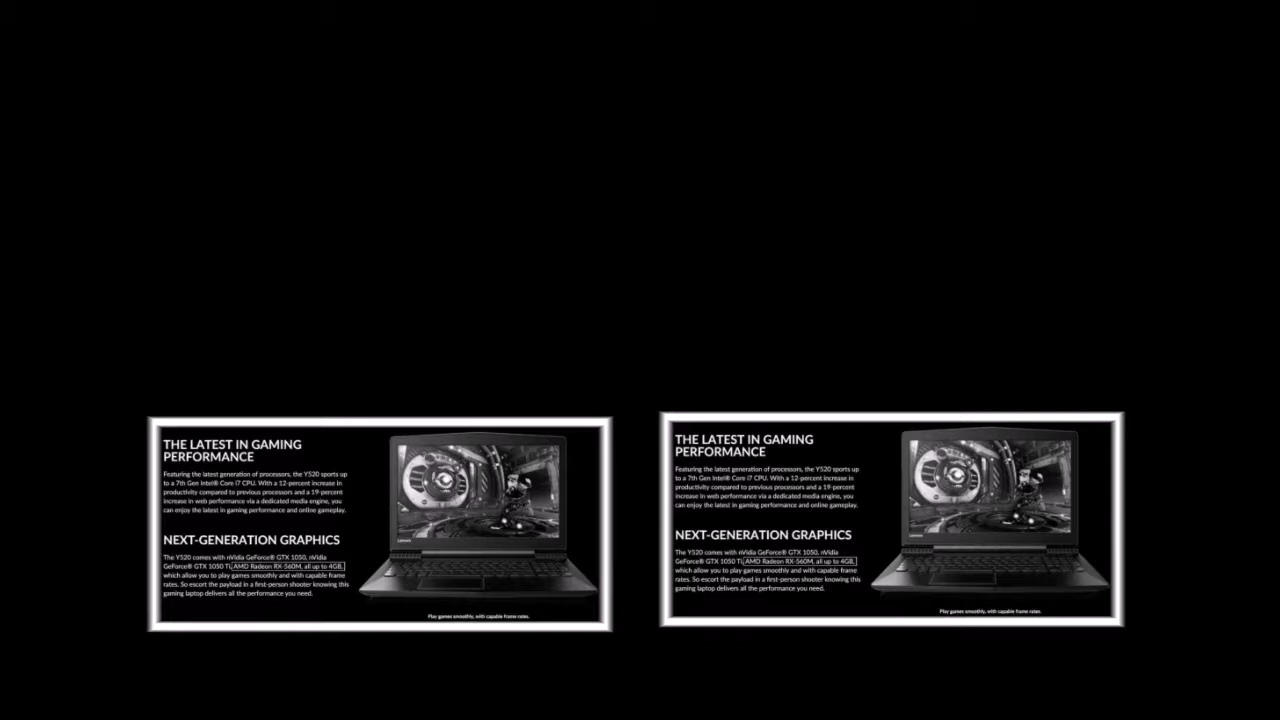 THE LATEST IN GAMING
PERFORMANCE
Featuring the latest generation of processors, the Y520 sports up
to a 7th Gen Intel® Core i7 CPU. With a 12-percent increase in
productivity compared to previous processors and a 19-percent
increase in web performance via a dedicated media engine, you
can enjoy the latest in gaming performance and online gameplay.
NEXT-GENERATION GRAPHICS
The Y520 comes with nVidia GeForce® GTX 1050, nVidia
GeForce® GTX 1050 Ti, AMD Radeon RX-560M, all up to 4GB,
which allow you to play games smoothly and with capable frame
rates. So escort the payload in a first-person shooter knowing this
gaming laptop delivers all the performance you need.
Lenovo
Play games smoothly, with capable frame rates.
THE LATEST IN GAMING
PERFORMANCE
Featuring the latest generation of processors, the Y520 sports up
to a 7th Gen Intel® Core i7 CPU. With a 12-percent increase in
productivity compared to previous processors and a 19-percent
increase in web performance via a dedicated media engine, you
can enjoy the latest in gaming performance and online gameplay.
NEXT-GENERATION GRAPHICS
The Y520 comes with nVidia GeForce® GTX 1050, nVidia
GeForce® GTX 1050 Ti, AMD Radeon RX-560M, all up to 4GB,
which allow you to play games smoothly and with capable frame
rates. So escort the payload in a first-person shooter knowing this
gaming laptop delivers all the performance you need.
Lenovo
Play games smoothly, with capable frame rates.